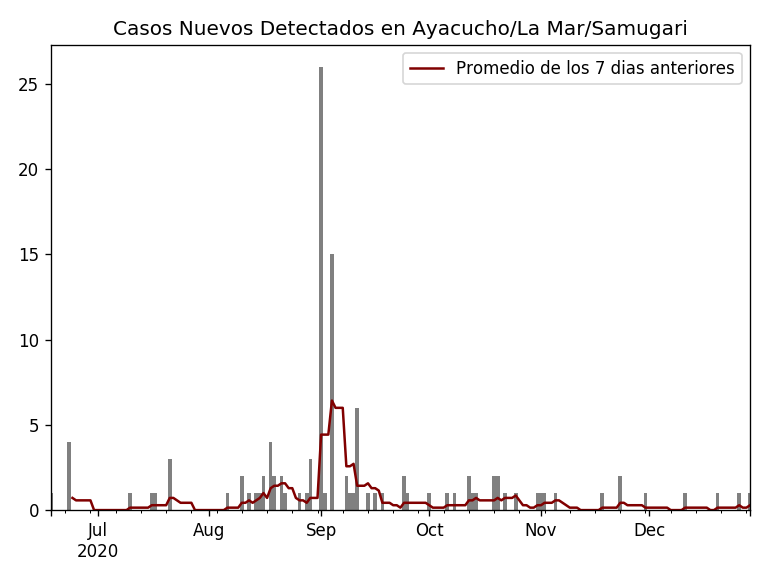 Casos Nuevos Detectados en Ayacucho/La Mar/Samugari
Promedio de los 7 dias anteriores
25
20
15
10
5
0
Jul Aug Sep Oct Nov Dec
2020